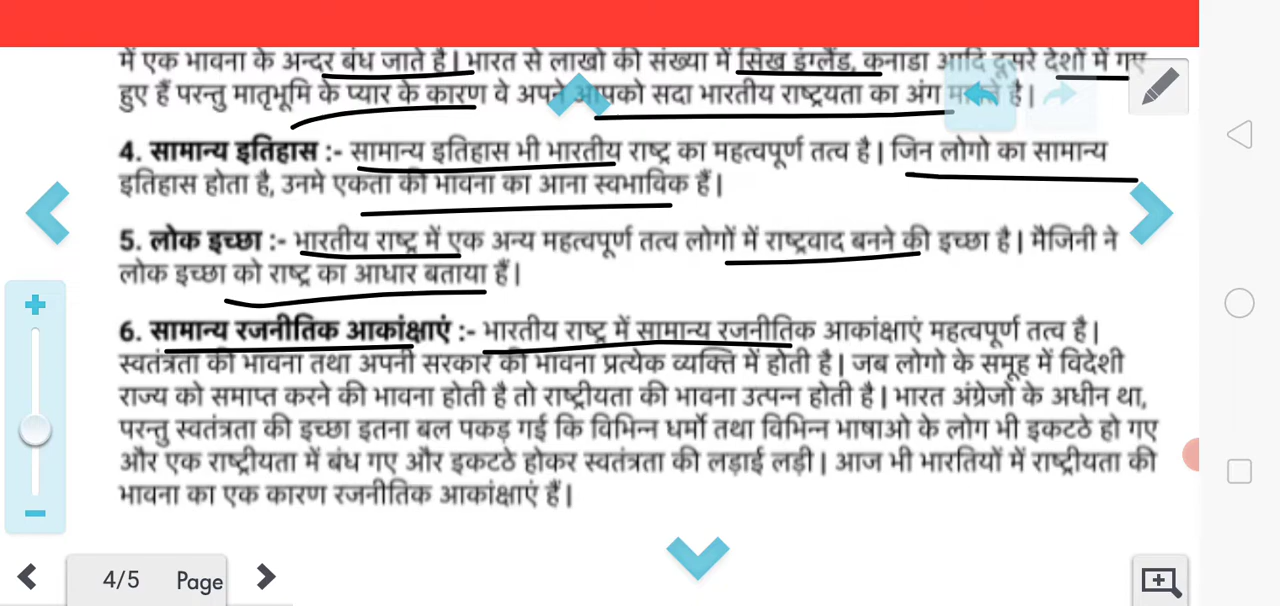 में एक भावना के अन्दर बंध जाते है | भारत से लाखो की संख्या में सिख इंग्लैंड, कनाडा आदि दूसरे देशों में गए
हुए हैं परन्तु मातृभूमि के प्यार के कारण वे अपने आपको सदा भारतीय राष्ट्रयता का अंग मानते है |
4. सामान्य इतिहास :- सामान्य इतिहास भी भारतीय राष्ट्र का महत्वपूर्ण तत्व है | जिन लोगो का सामान्य
इतिहास होता है, उनमे एकता की भावना का आना स्वभाविक हैं |
5. लोक इच्छा :- भारतीय राष्ट्र में एक अन्य महत्वपूर्ण तत्व लोगों में राष्ट्रवाद बनने की इच्छा है | मैजिनी ने
लोक इच्छा को राष्ट्र का आधार बताया हैं |
6. सामान्य रजनीतिक आकांक्षाएं :- भारतीय राष्ट्र में सामान्य रजनीतिक आकांक्षाएं महत्वपूर्ण तत्व है |
स्वतंत्रता की भावना तथा अपनी सरकार की भावना प्रत्येक व्यक्ति में होती है | जब लोगो के समूह में विदेशी
राज्य को समाप्त करने की भावना होती है तो राष्ट्रीयता की भावना उत्पन्न होती है | भारत अंग्रेजो के अधीन था,
परन्तु स्वतंत्रता की इच्छा इतना बल पकड़ गई कि विभिन्न धर्मो तथा विभिन्न भाषाओ के लोग भी इकटठे हो गए
और एक राष्ट्रीयता में बंध गए और इकटठे होकर स्वतंत्रता की लड़ाई लड़ी | आज भी भारतियों में राष्ट्रीयता की
भावना का एक कारण रजनीतिक आकांक्षाएं हैं |
4/5 Page